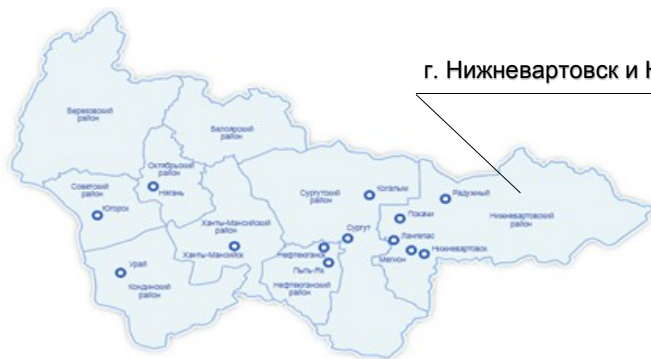 г. Нижневартовск и Н
Березовский
район
Белоярский
район
Октябрьский
район
Нягань
Советский
район
Югорск
Сургутский
район
Когалым
Радужный
Покачи
Нижневартовский
район
Ханты-Мансийский
район
Ханты-Мансийск
Сургут
Лангепас
Нижневартовск
Мегион
Нефтеюганск
Пыть-Ях
Нефтеюганский
район
Урай
Кондинский
район